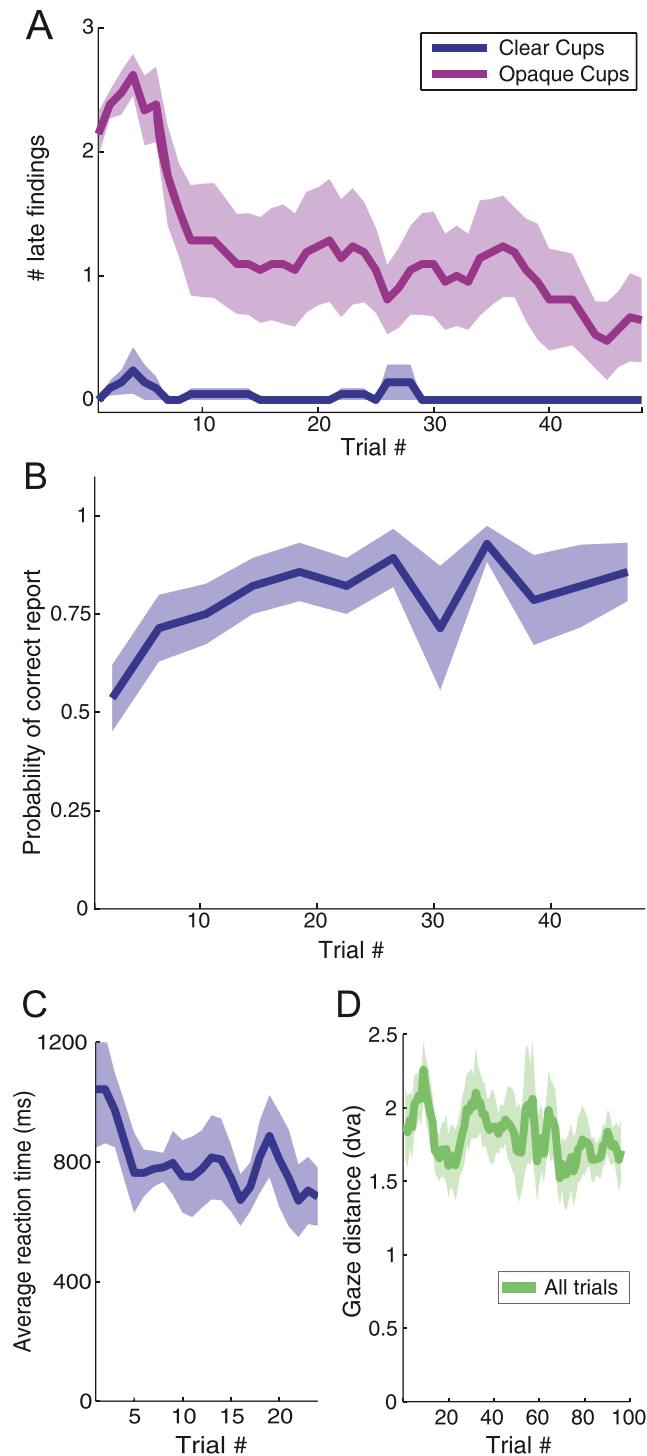 A
3
Clear Cups
Opaque Cups
2
# late findings
1
0
10
20
30
40
Trial #
B
1
0.75
Probability of correct report
0.5
0.25
0
10
20
30
40
Trial #
C
1200
800
Average reaction time (ms)
400
0
5
10
15
20
Trial #
D
2.5
2
1.5
Gaze distance (dva)
1
All trials
0.5
0
20
40
60
80
100
Trial #